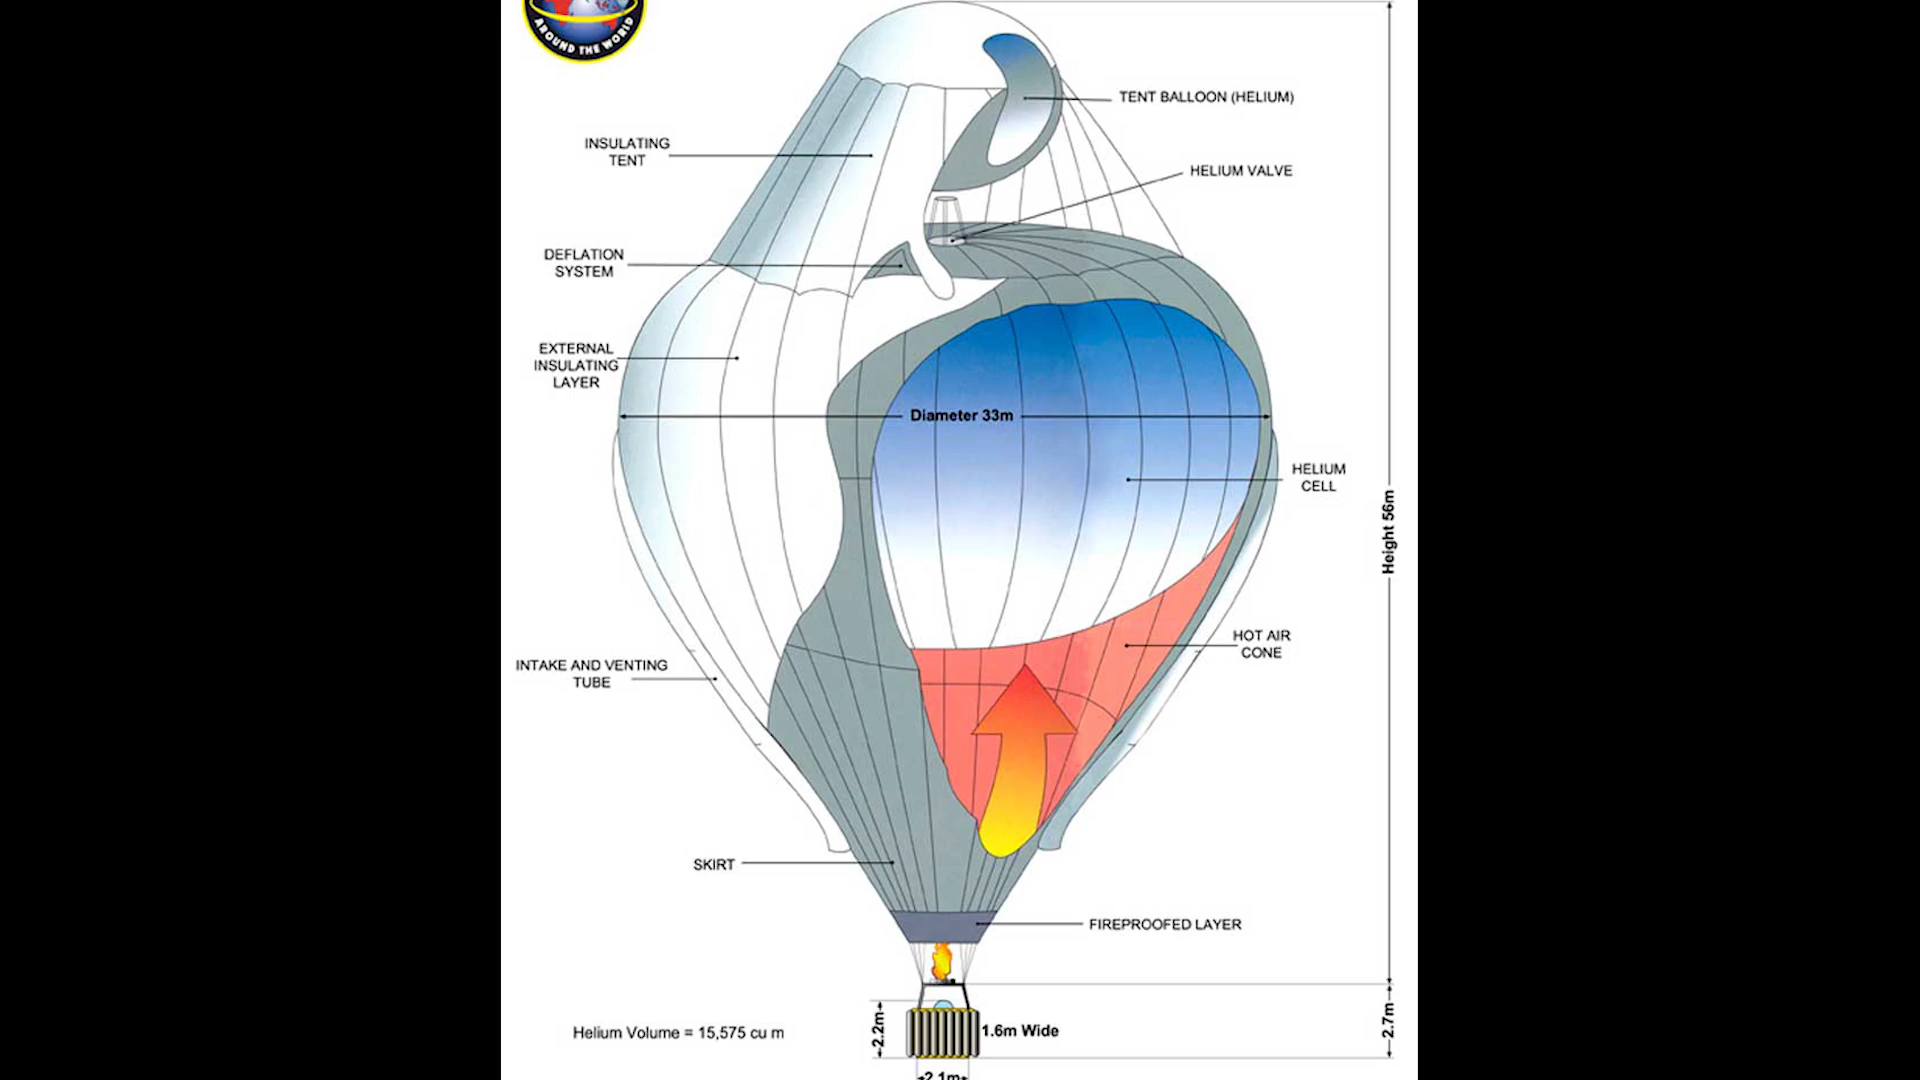 AROUND THE WORLD
TENT BALLOON (HELIUM)
INSULATING
TENT
HELIUM VALVE
DEFLATION
SYSTEM
EXTERNAL
INSULATING
LAYER
Diameter 33m
HELIUM
CELL
Height 56m
HOT AIR
CONE
INTAKE AND VENTING
TUBE
SKIRT
FIREPROOFED LAYER
2.2m
1.6m Wide
2.7m
Helium Volume = 15,575 cu m
2.1m